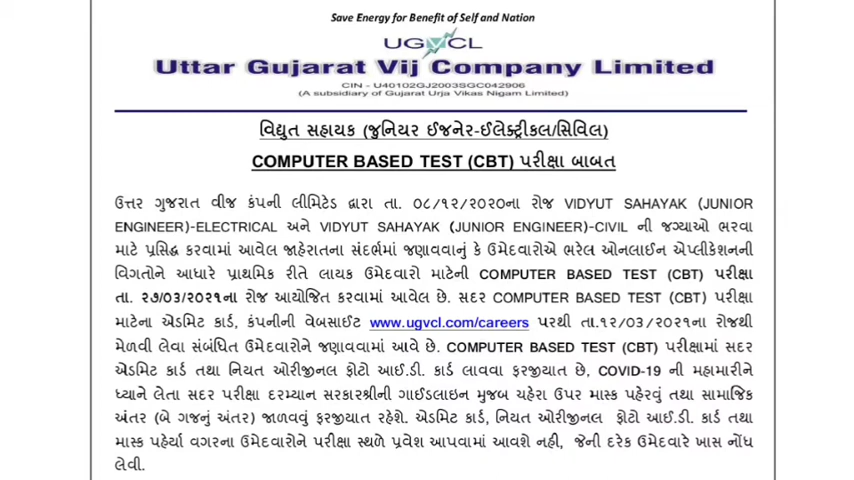 Save Energy for Benefit of Self and Nation
UGVCL
Uttar Gujarat Vij Company Limited
CIN - U40102GJ2003SGC042906
(A subsidiary of Gujarat Urja Vikas Nigam Limited)
વિદ્યુત સહાયક (જુનિયર ઈજનેર-ઈલેક્ટ્રીકલ/સિવિલ)
COMPUTER BASED TEST (CBT) પરીક્ષા બાબત
ઉત્તર ગુજરાત વીજ કંપની લીમિટેડ દ્વારા તા. ૦૮/૧૨/૨૦૨૦ના રોજ VIDYUT SAHAYAK (JUNIOR
ENGINEER)-ELECTRICAL અને VIDYUT SAHAYAK (JUNIOR ENGINEER)-CIVIL ની જગ્યાઓ ભરવા
માટે પ્રસિદ્ધ કરવામાં આવેલ જાહેરાતના સંદર્ભમાં જણાવવાનું કે ઉમેદવારોએ ભરેલ ઓનલાઈન એપ્લીકેશનની
વિગતોને આધારે પ્રાથમિક રીતે લાયક ઉમેદવારો માટેની COMPUTER BASED TEST (CBT) પરીક્ષા
તા. ૨૭/૦૩/૨૦૨૧ના રોજ આયોજિત કરવામાં આવેલ છે. સદર COMPUTER BASED TEST (CBT) પરીક્ષા
માટેના એડમિટ કાર્ડ, કંપનીની વેબસાઈટ www.ugvcl.com/careers પરથી તા.૧૨/૦૩/૨૦૨૧ના રોજથી
મેળવી લેવા સંબંધિત ઉમેદવારોને જણાવવામાં આવે છે. COMPUTER BASED TEST (CBT) પરીક્ષામાં સદર
એડમિટ કાર્ડ તથા નિયત ઓરીજીનલ ફોટો આઈ.ડી. કાર્ડ લાવવા ફરજીયાત છે, COVID-19 ની મહામારીને
ધ્યાને લેતા સદર પરીક્ષા દરમ્યાન સરકારશ્રીની ગાઈડલાઇન મુજબ ચહેરા ઉપર માસ્ક પહેરવું તથા સામાજિક
અંતર (બે ગજનું અંતર) જાળવવું ફરજીયાત રહેશે. એડમિટ કાર્ડ, નિયત ઓરીજીનલ ફોટો આઈ.ડી. કાર્ડ તથા
માસ્ક પહેર્યા વગરના ઉમેદવારોને પરીક્ષા સ્થળે પ્રવેશ આપવામાં આવશે નહી, જેની દરેક ઉમેદવારે ખાસ નોંધ
લેવી.